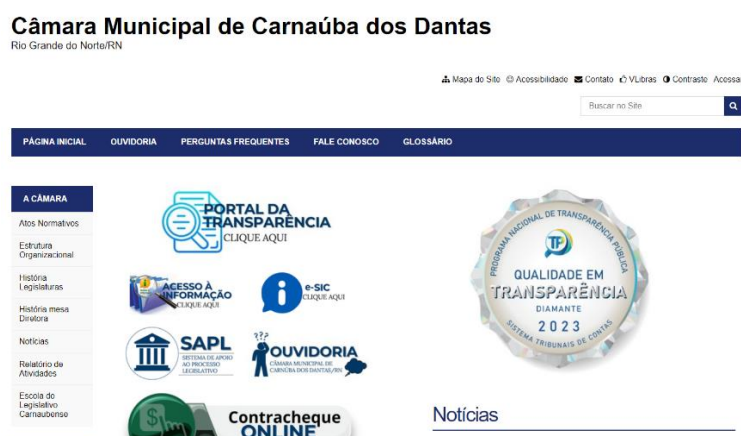 Câmara Municipal de Carnaúba dos Dantas
Rio Grande do Norte/RN
Mapa do Site Acessibilidade Contato VLibras Contraste Acessar
Buscar no Site
PÁGINA INICIAL OUVIDORIA PERGUNTAS FREQUENTES FALE CONOSCO GLOSSÁRIO
A CÂMARA
Atos Normativos
Estrutura
Organizacional
História
Legislaturas
História mesa
Diretora
Notícias
Relatório de
Atividades
Escola do
Legislativo
Carnaubense
PORTAL DA
TRANSPARÊNCIA
CLIQUE AQUI
ACESSO À
INFORMAÇÃO
CLIQUE AQUI
e-SIC
CLIQUE AQUI
SAPL
SISTEMA DE APOIO
AO PROCESSO
LEGISLATIVO
???
OUVIDORIA
CÂMARA MUNICIPAL DE
CARNÚBA DOS DANTAS/RN
Contracheque
ONLINE
PROGRAMA NACIONAL DE TRANSPARÊNCIA PÚBLICA
TP
QUALIDADE EM
TRANSPARÊNCIA
DIAMANTE
2023
SISTEMA TRIBUNAIS DE CONTAS
Notícias